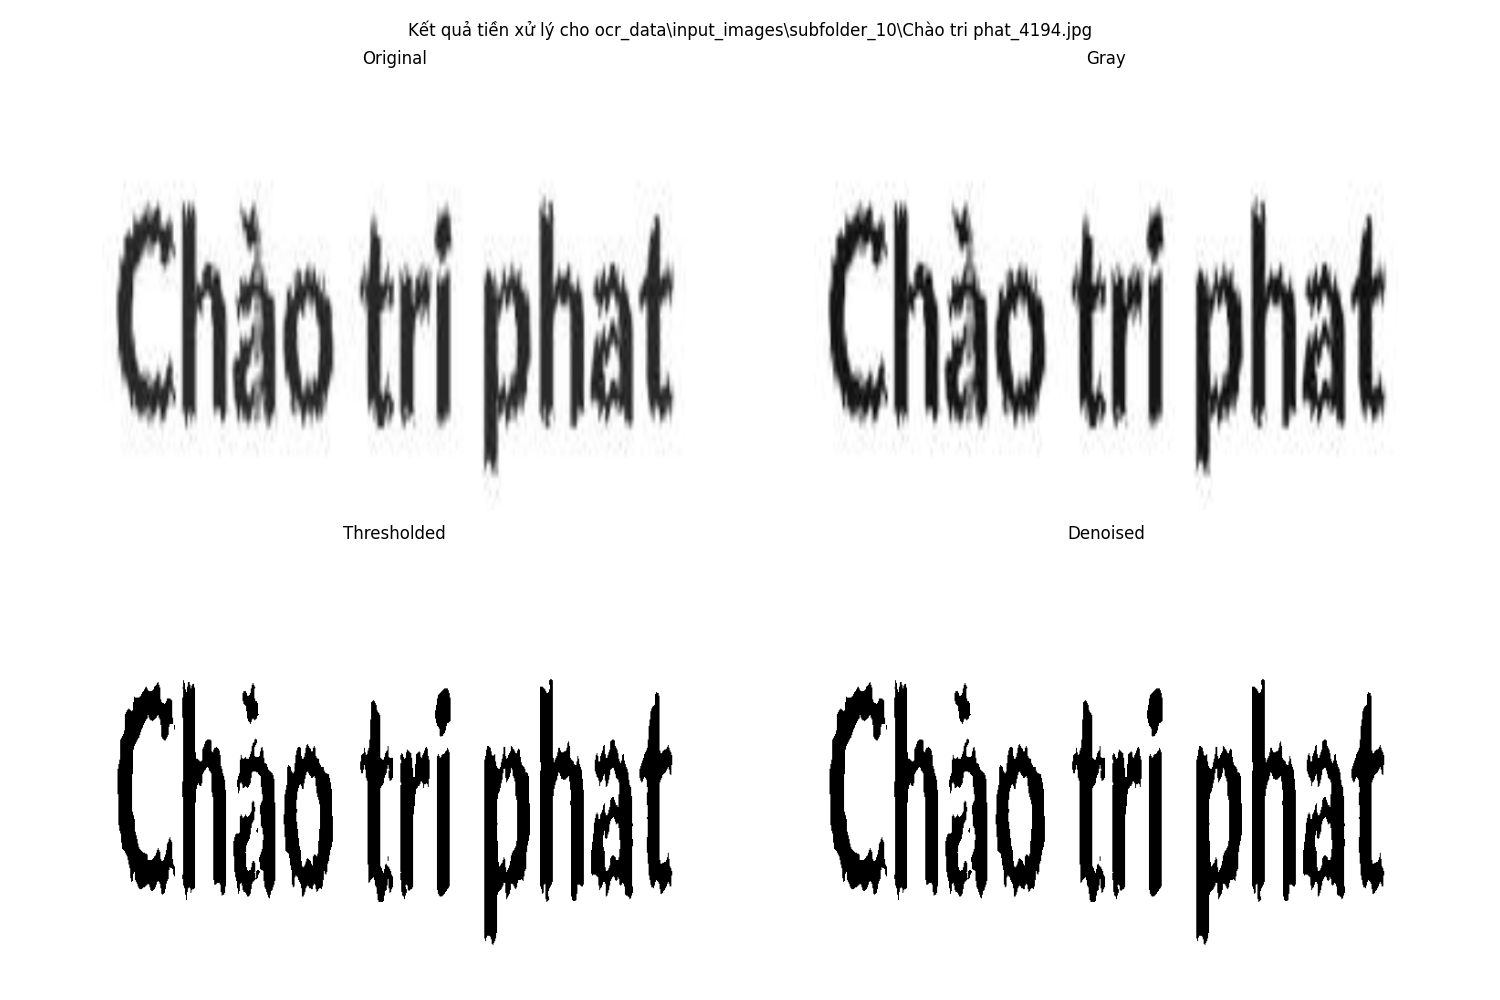 Kết quả tiền xử lý cho ocr_data\input_images\subfolder_10\Chào tri phat_4194.jpg
Original
Gray
Chào tri phat
Chào tri phat
Thresholded
Denoised
Chào tri phat
Chào tri phat